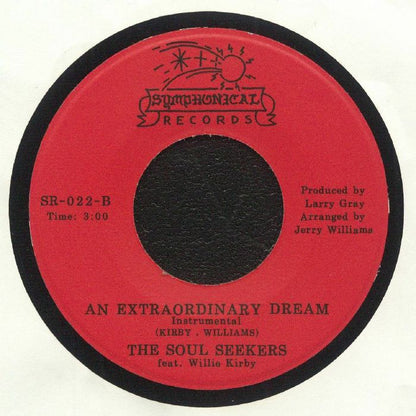 SYMPHONICAL
RECORDS
SR-022-B
Time: 3:00
Produced by
Larry Gray
Arranged by
Jerry Williams
AN EXTRAORDINARY DREAM
Instrumental
(KIRBY . WILLIAMS)
THE SOUL SEEKERS
feat. Willie Kirby